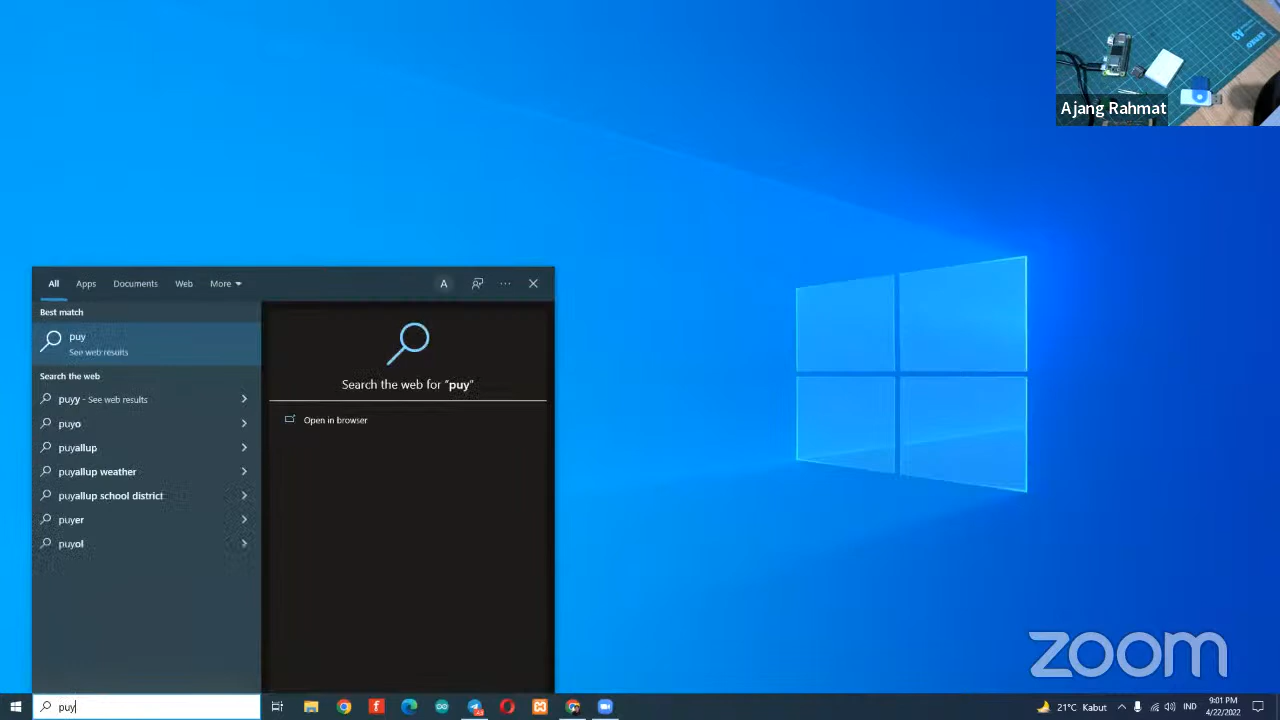 Ajang Rahmat
All Apps Documents Web More A
Best match
puy
See web results
Search the web
puyy - See web results
puyo
puyallup
puyallup weather
puyallup school district
puyer
puyol
Search the web for "puy"
Open in browser
zoom
puy
21°C Kabut IND 9:01 PM
4/22/2022